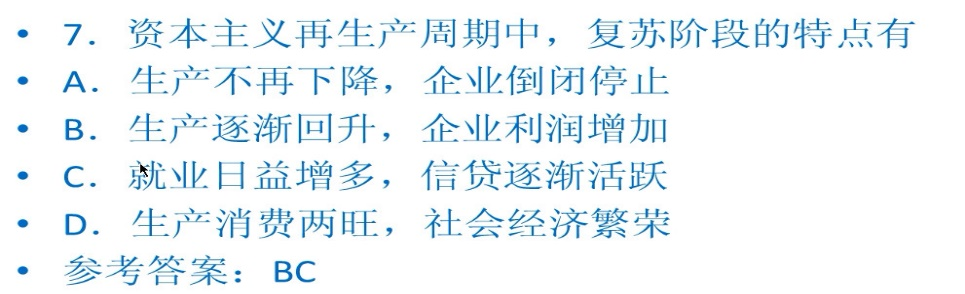 • 7. 资本主义再生产周期中，复苏阶段的特点有
• A. 生产不再下降，企业倒闭停止
• B. 生产逐渐回升，企业利润增加
• C. 就业日益增多，信贷逐渐活跃
• D. 生产消费两旺，社会经济繁荣
• 参考答案：BC